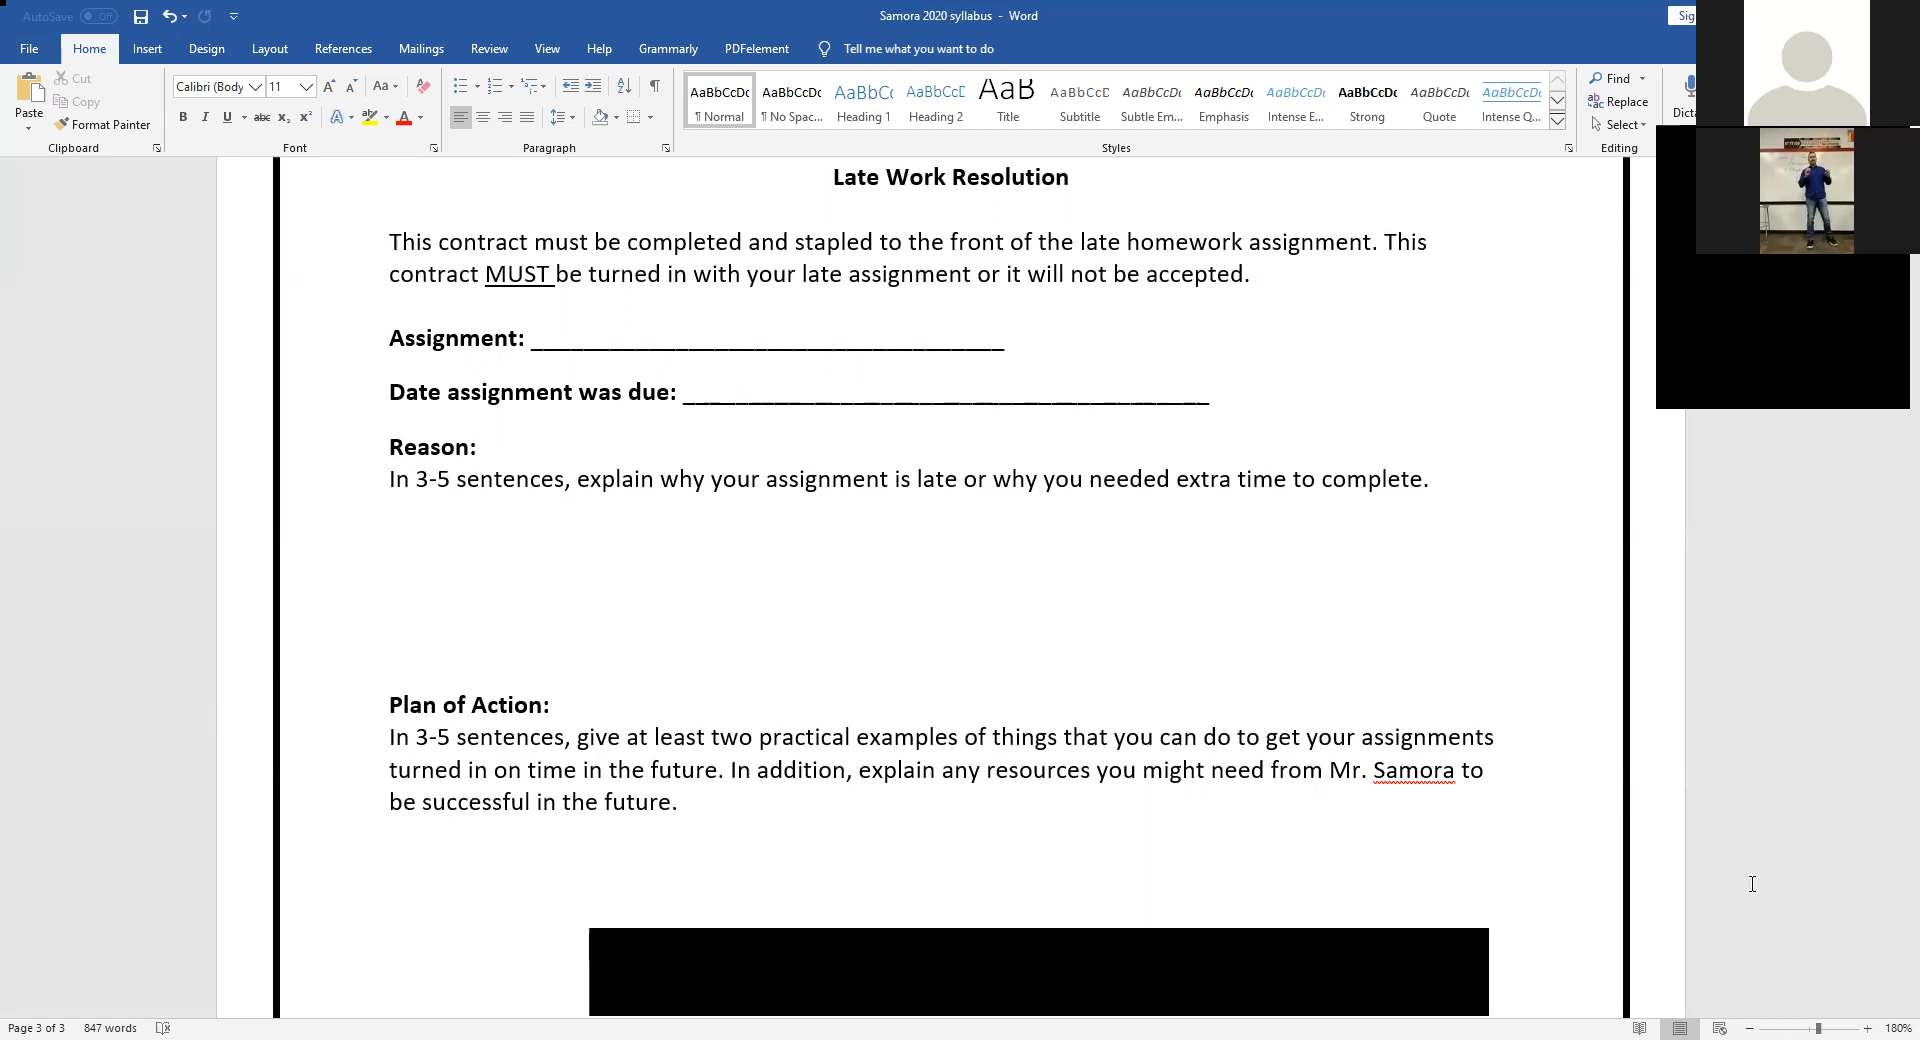 AutoSave Off
Samora 2020 syllabus - Word
Sig
File Home Insert Design Layout References Mailings Review View Help Grammarly PDFelement Tell me what you want to do
Paste
Cut
Copy
Format Painter
Clipboard
Calibri (Body 11
Font
Paragraph
AaBbCcDc AaBbCcDc AaBbCc AaBbCcD AaB AaBbCcD AaBbCcDc AaBbCcDc AaBbCcDc AaBbCcDc AaBbCcDc AaBbCcDc
¶ Normal ¶ No Spac... Heading 1 Heading 2 Title Subtitle Subtle Em... Emphasis Intense E... Strong Quote Intense Q...
Styles
Find
Replace
Select
Editing
Dicta
Late Work Resolution
This contract must be completed and stapled to the front of the late homework assignment. This
contract MUST be turned in with your late assignment or it will not be accepted.
Assignment: ____________________________________
Date assignment was due: ________________________________________
Reason:
In 3-5 sentences, explain why your assignment is late or why you needed extra time to complete.
Plan of Action:
In 3-5 sentences, give at least two practical examples of things that you can do to get your assignments
turned in on time in the future. In addition, explain any resources you might need from Mr. Samora to
be successful in the future.
Page 3 of 3 847 words
180%